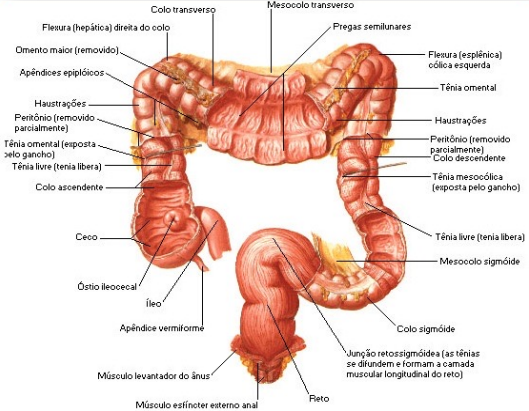 Mesocolo transverso
Colo transverso
Pregas semilunares
Flexura (hepática) direita do colo
Omento maior (removido)
Apêndices epiplóicos
Haustrações
Peritônio (removido
parcialmente)
Tênia omental (exposta
pelo gancho)
Tênia livre (tenia libera)
Colo ascendente
Ceco
Óstio ileocecal
Íleo
Apêndice vermiforme
Músculo levantador do ânus
Músculo esfíncter externo anal
Flexura (esplênica)
cólica esquerda
Tênia omental
Haustrações
Peritônio (removido
parcialmente)
Colo descendente
Tênia mesocólica
(exposta pelo gancho)
Tênia livre (tenia libera)
Mesocolo sigmóide
Colo sigmóide
Junção retossigmóidea (as tênias
se difundem e formam a camada
muscular longitudinal do reto)
Reto